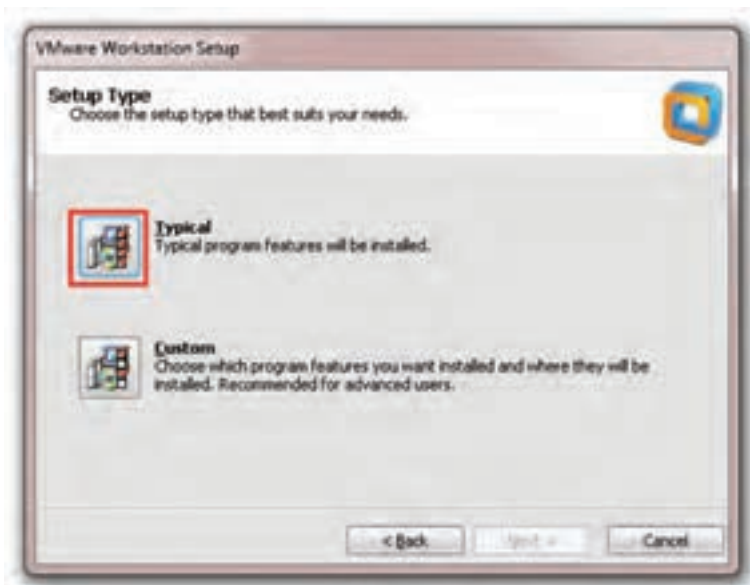 VMware Workstation Setup
Setup Type
Choose the setup type that best suits your needs.
Typical
Typical program features will be installed.
Custom
Choose which program features you want installed and where they will be
installed. Recommended for advanced users.
< Back
Next >
Cancel